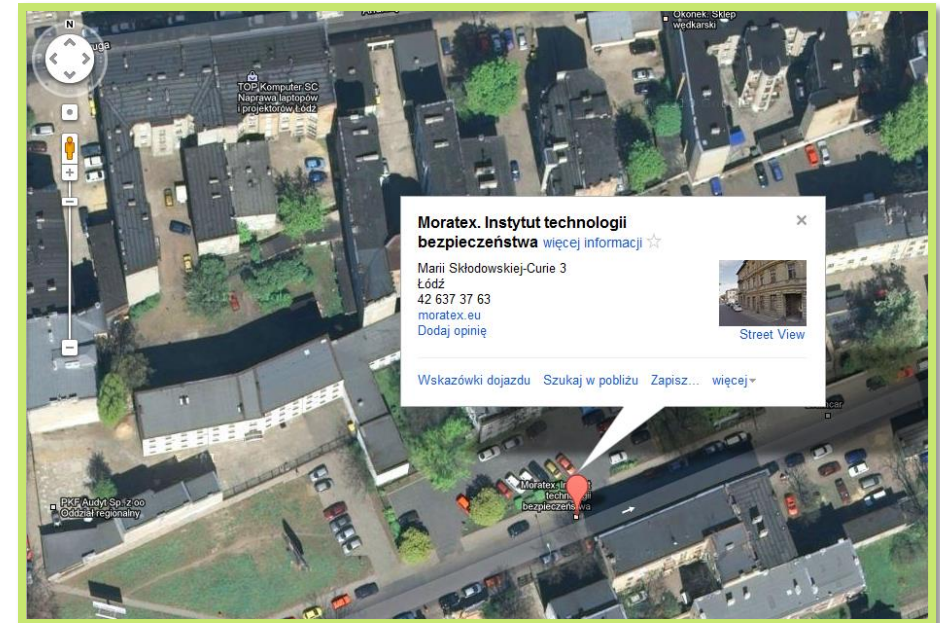 N
Okonek. Sklep
wędkarski
TOP Komputer SC
Naprawa laptopów
i projektorów Łódź
Moratex. Instytut technologii
bezpieczeństwa więcej informacji
Marii Skłodowskiej-Curie 3
Łódź
42 637 37 63
moratex.eu
Dodaj opinię
Street View
Wskazówki dojazdu Szukaj w pobliżu Zapisz... więcej
Moratex. Instytut
technologii
bezpieczeństwa
PKF Audyt Sp. z oo
Oddział regionalny